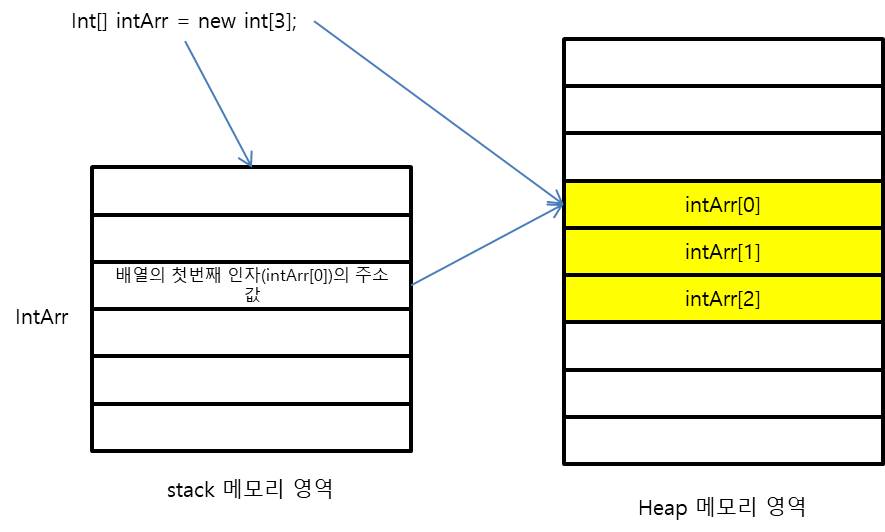 Int[] intArr = new int[3];
intArr[0]
intArr[1]
intArr[2]
배열의 첫번째 인자(intArr[0])의 주소
값
IntArr
stack 메모리 영역
Heap 메모리 영역